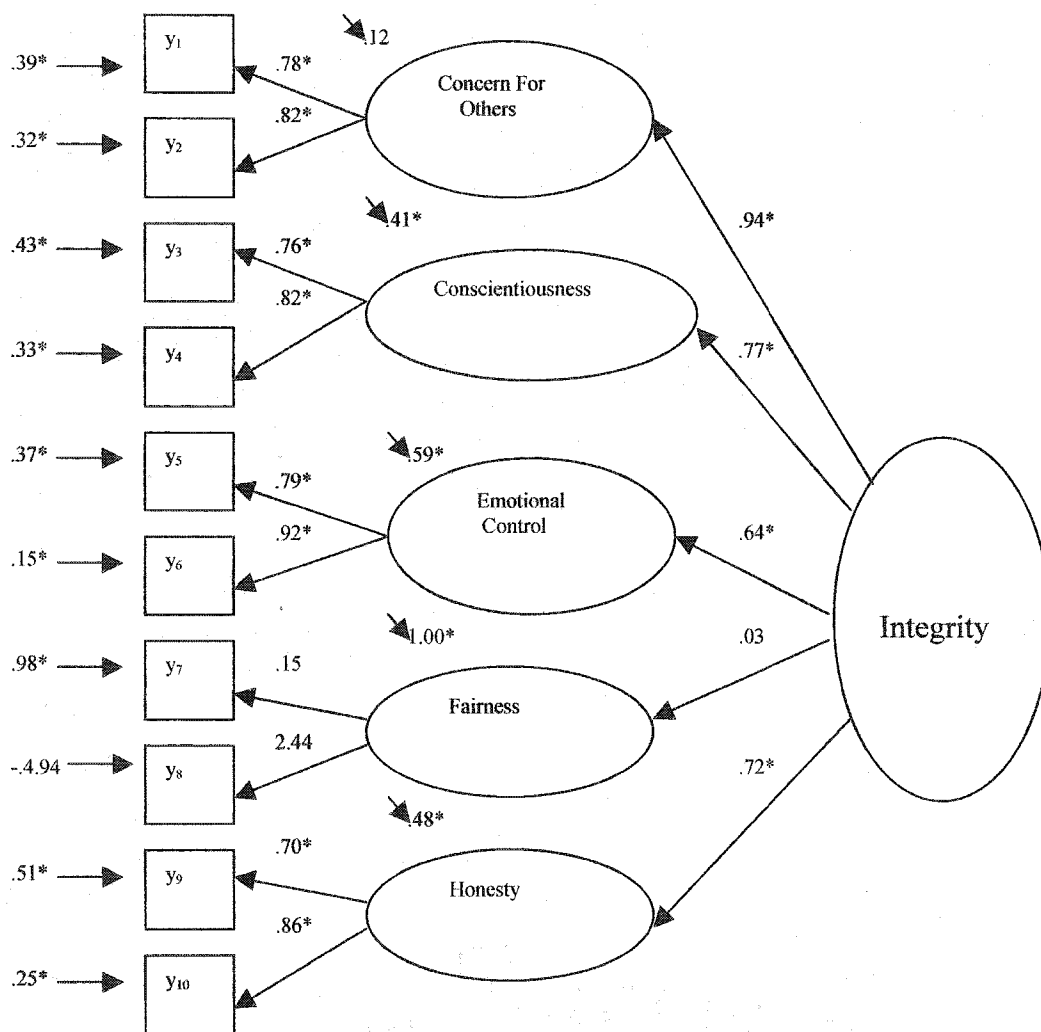 y1
.39*
.78*
.12
Concern For
Others
.82*
y2
.32*
.94*
.41*
y3
.43*
.76*
Conscientiousness
.82*
y4
.33*
.77*
y5
.37*
.59*
.79*
Emotional
Control
.92*
y6
.15*
.64*
Integrity
1.00*
y7
.98*
.15
.03
Fairness
2.44
y8
-.4.94
.72*
.48*
y9
.51*
.70*
Honesty
.86*
y10
.25*